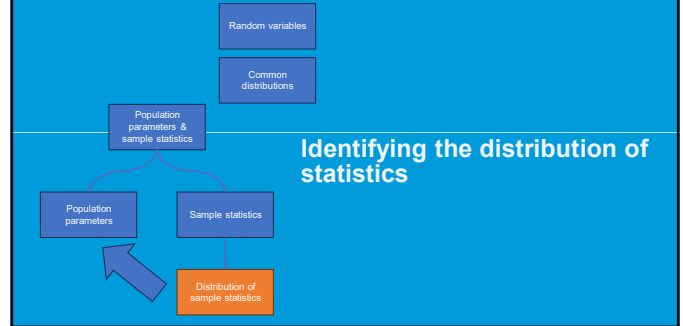 Random variables
Common
distributions
Population
parameters &
sample statistics
Identifying the distribution of
statistics
Population
parameters
Sample statistics
Distribution of
sample statistics